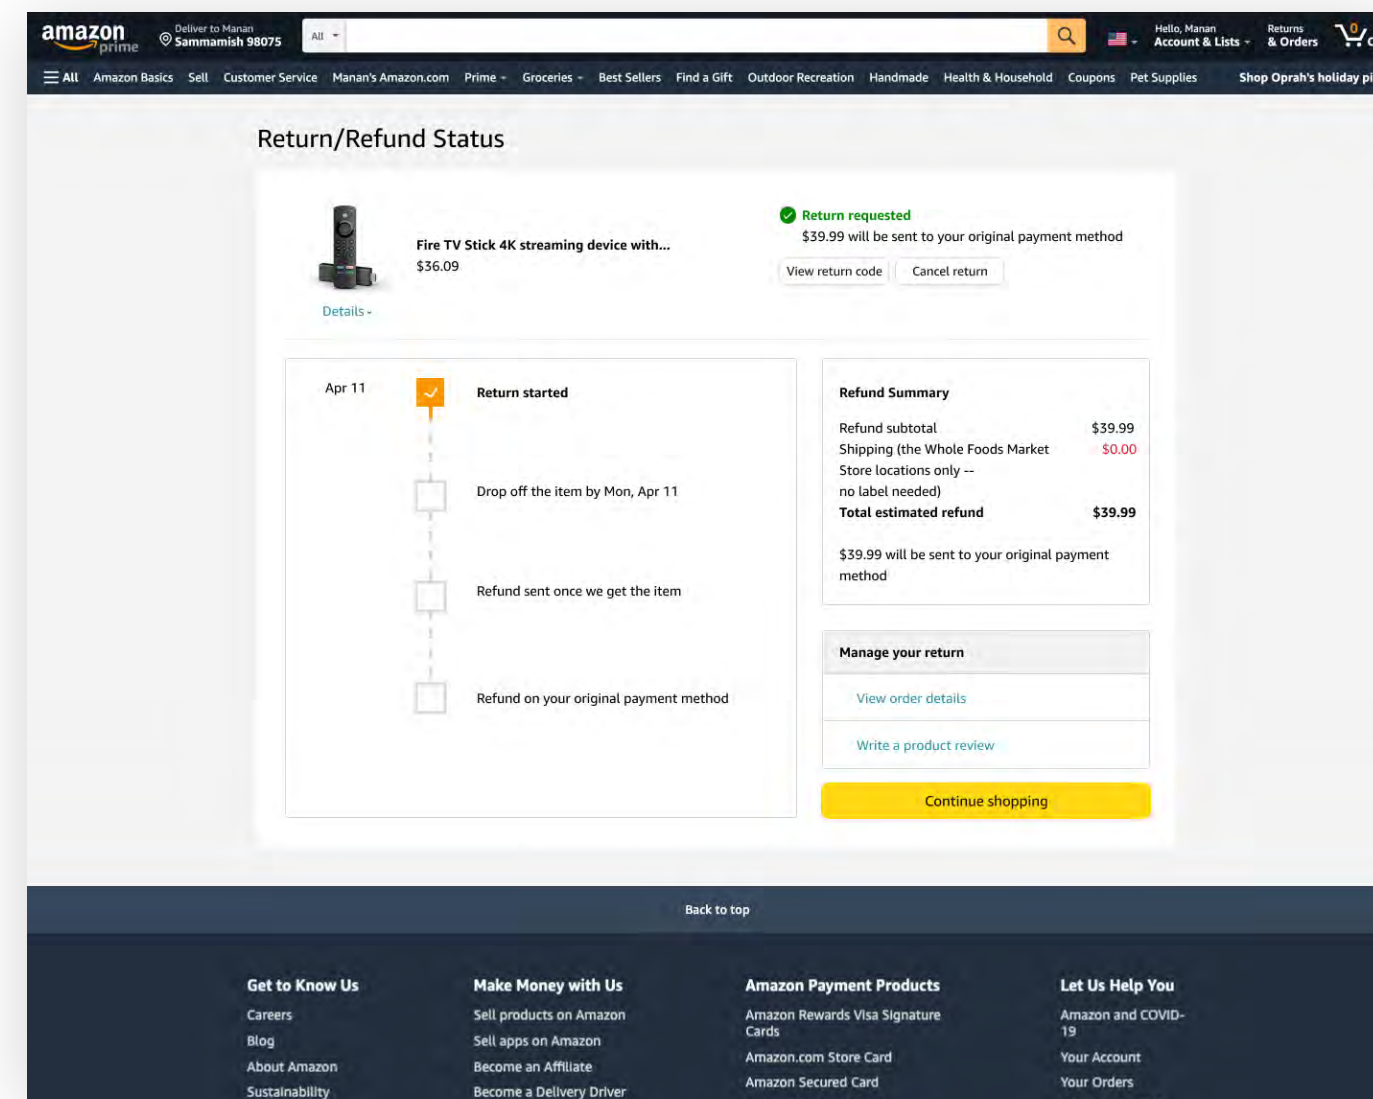 amazon
prime
Deliver to Manan
Sammamish 98075
All
Hello, Manan
Account & Lists
Returns
& Orders
0
All Amazon Basics Sell Customer Service Manan's Amazon.com Prime Groceries Best Sellers Find a Gift Outdoor Recreation Handmade Health & Household Coupons Pet Supplies Shop Oprah's holiday pi
Return/Refund Status
Fire TV Stick 4K streaming device with...
$36.09
Details
Return requested
$39.99 will be sent to your original payment method
View return code Cancel return
Apr 11 Return started
Drop off the item by Mon, Apr 11
Refund sent once we get the item
Refund on your original payment method
Refund Summary
Refund subtotal $39.99
Shipping (the Whole Foods Market $0.00
Store locations only --
no label needed)
Total estimated refund $39.99
$39.99 will be sent to your original payment
method
Manage your return
View order details
Write a product review
Continue shopping
Back to top
Get to Know Us
Careers
Blog
About Amazon
Sustainability
Make Money with Us
Sell products on Amazon
Sell apps on Amazon
Become an Affiliate
Become a Delivery Driver
Amazon Payment Products
Amazon Rewards Visa Signature
Cards
Amazon.com Store Card
Amazon Secured Card
Let Us Help You
Amazon and COVID-
19
Your Account
Your Orders